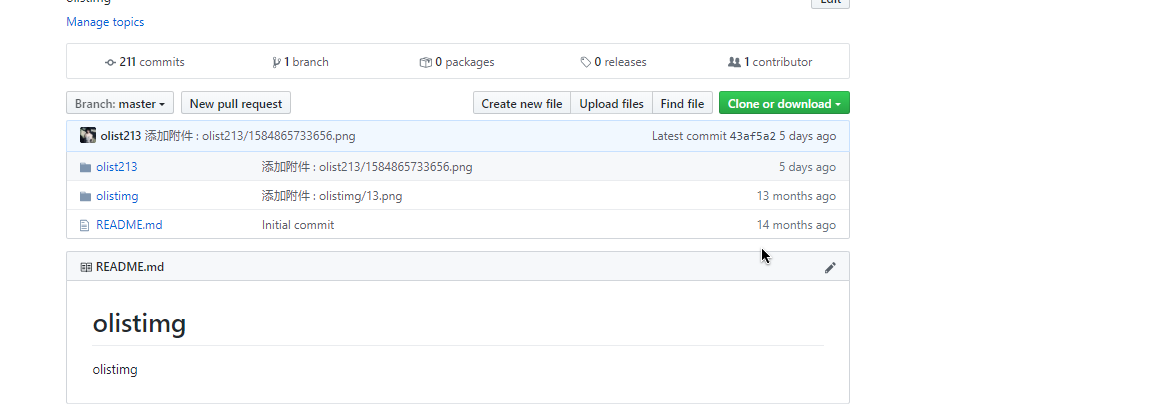 olistimg
Edit
Manage topics
211 commits 1 branch 0 packages 0 releases 1 contributor
Branch: master New pull request Create new file Upload files Find file Clone or download
olist213 添加附件 : olist213/1584865733656.png Latest commit 43af5a2 5 days ago
olist213 添加附件 : olist213/1584865733656.png 5 days ago
olistimg 添加附件 : olistimg/13.png 13 months ago
README.md Initial commit 14 months ago
README.md
olistimg
olistimg